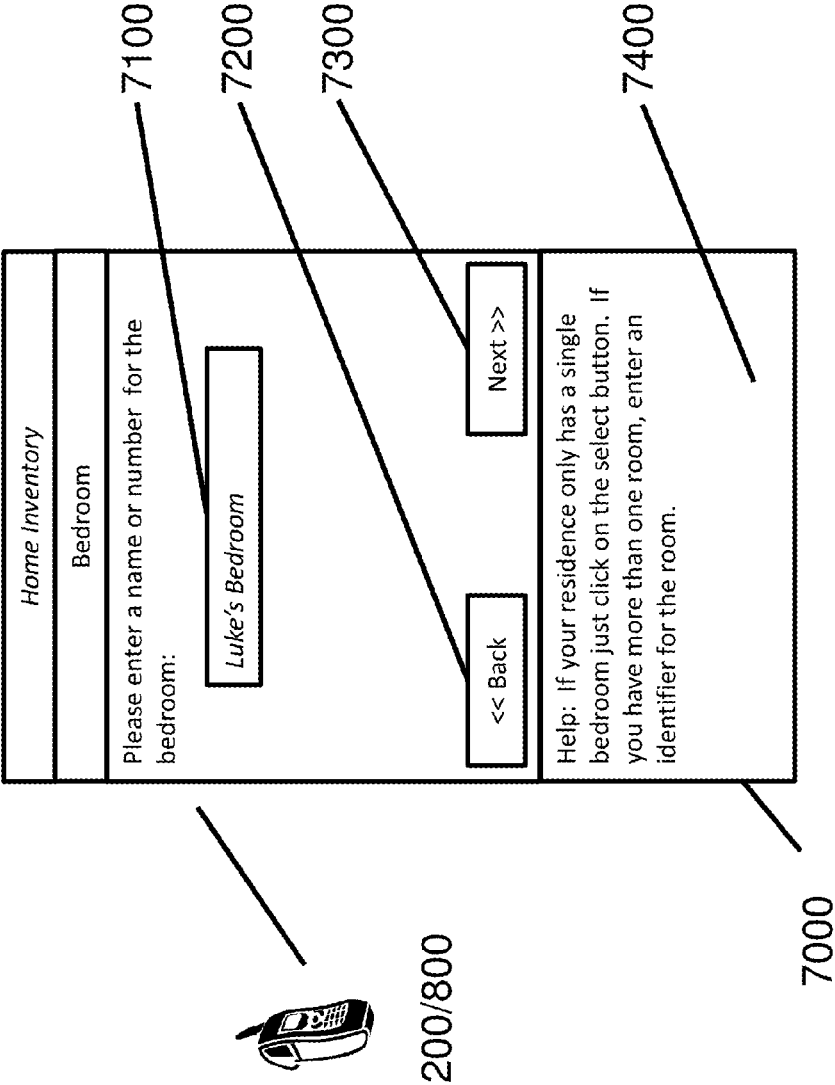 Home Inventory
Bedroom
Please enter a name or number for the
bedroom:
Luke's Bedroom
<< Back
Next >>
Help: If your residence only has a single
bedroom just click on the select button. If
you have more than one room, enter an
identifier for the room.
7100
7200
7300
7400
200/800
7000